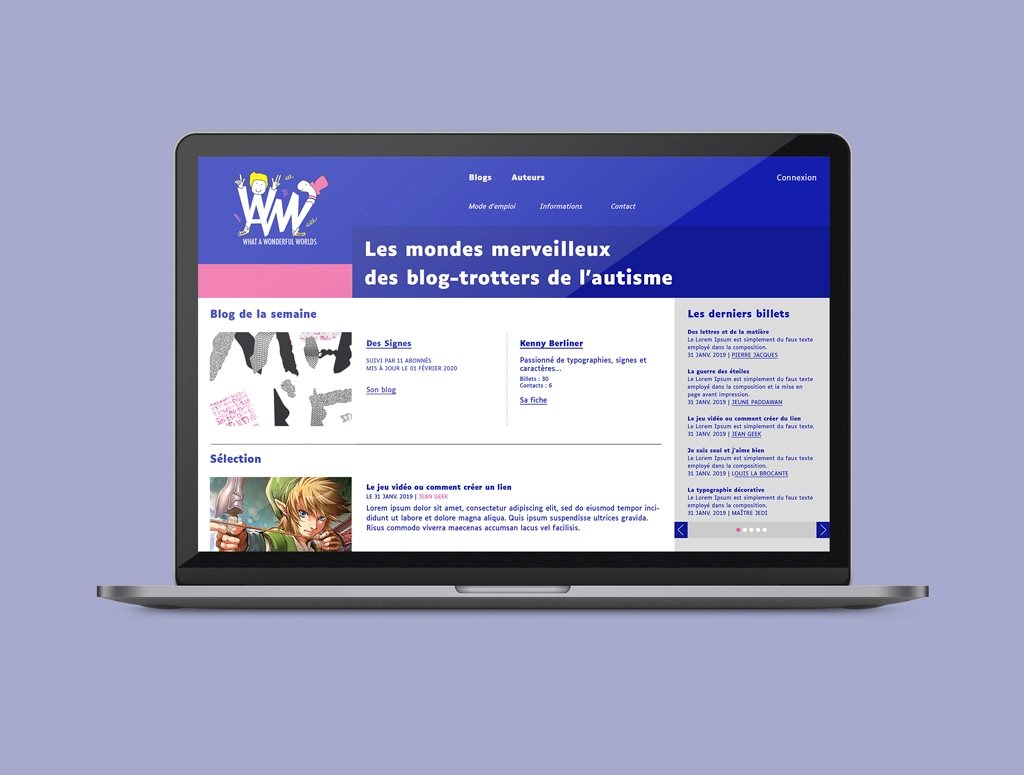 Blogs
Auteurs
Connexion
Mode d'emploi
Informations
Contact
WAW
WHAT A WONDERFUL WORLDS
Les mondes merveilleux
des blog-trotters de l'autisme
Blog de la semaine
Des Signes
SUIVI PAR 11 ABONNÉS
MIS À JOUR LE 01 FÉVRIER 2020
Son blog
Kenny Berliner
Passionné de typographies, signes et
caractères...
Billets : 30
Contacts : 6
Sa fiche
Sélection
Le jeu vidéo ou comment créer un lien
LE 31 JANV. 2019 | JEAN GEEK
Lorem ipsum dolor sit amet, consectetur adipiscing elit, sed do eiusmod tempor inci-
didunt ut labore et dolore magna aliqua. Quis ipsum suspendisse ultrices gravida.
Risus commodo viverra maecenas accumsan lacus vel facilisis.
Les derniers billets
Des lettres et de la matière
Le Lorem Ipsum est simplement du faux texte
employé dans la composition.
31 JANV. 2019 | PIERRE JACQUES
La guerre des étoiles
Le Lorem Ipsum est simplement du faux texte
employé dans la composition et la mise en
page avant impression.
31 JANV. 2019 | JEUNE PADDAWAN
Le jeu vidéo ou comment créer du lien
Le Lorem Ipsum est simplement du faux texte.
31 JANV. 2019 | JEAN GEEK
Je suis seul et j'aime bien
Le Lorem Ipsum est simplement du faux texte
employé dans la composition.
31 JANV. 2019 | LOUIS LA BROCANTE
La typographie décorative
Le Lorem Ipsum est simplement du faux texte
employé dans la composition.
31 JANV. 2019 | MAÎTRE JEDI